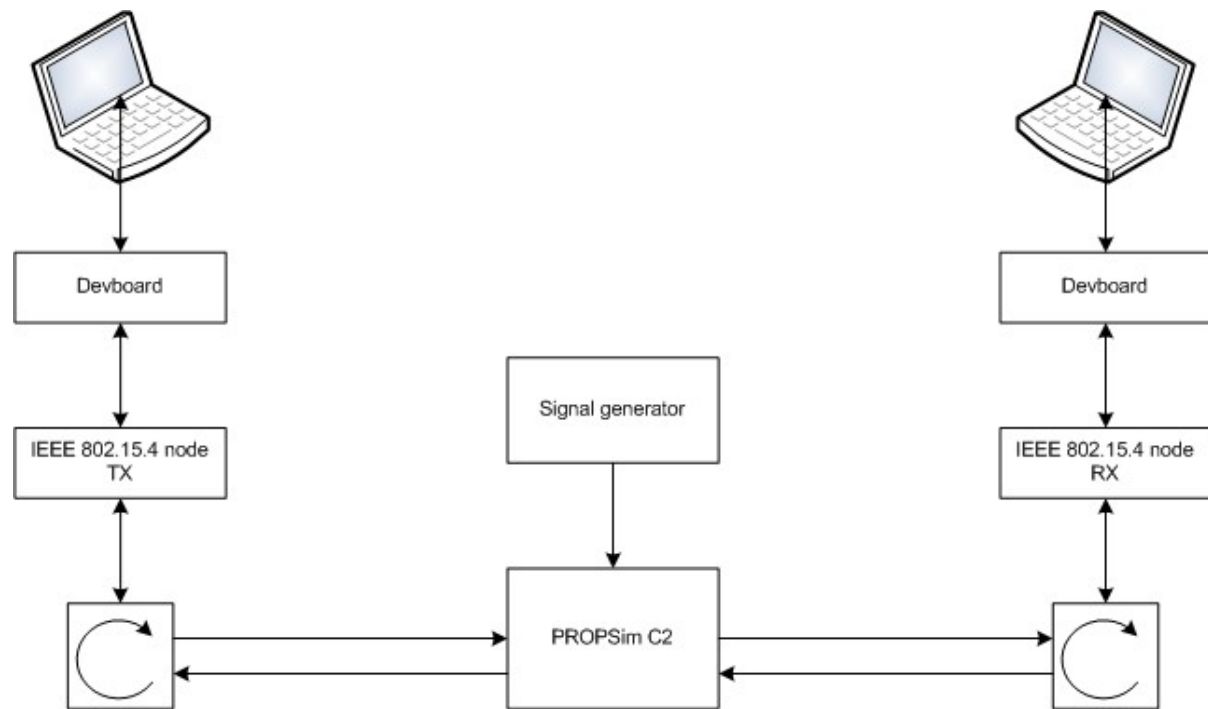 Devboard
Devboard
Signal generator
IEEE 802.15.4 node
TX
IEEE 802.15.4 node
RX
PROPSim C2